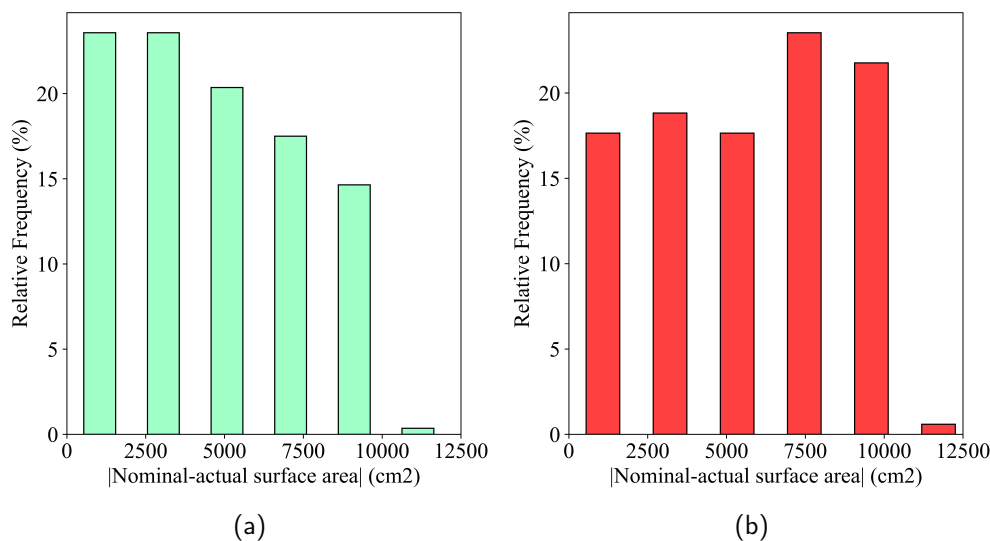 20
15
10
5
0
Relative Frequency (%)
0 2500 5000 7500 10000 12500
|Nominal-actual surface area| (cm2)
(a)
20
15
10
5
0
Relative Frequency (%)
0 2500 5000 7500 10000 12500
|Nominal-actual surface area| (cm2)
(b)